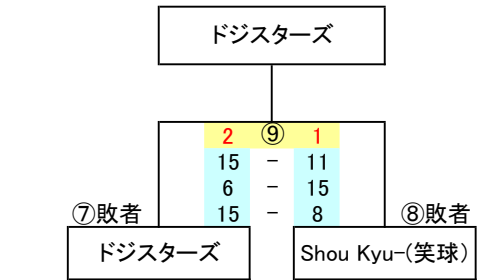 ドジスターズ
2 ⑨ 1
15 - 11
6 - 15
15 - 8
⑦敗者 ⑧敗者
ドジスターズ Shou Kyu-(笑球)